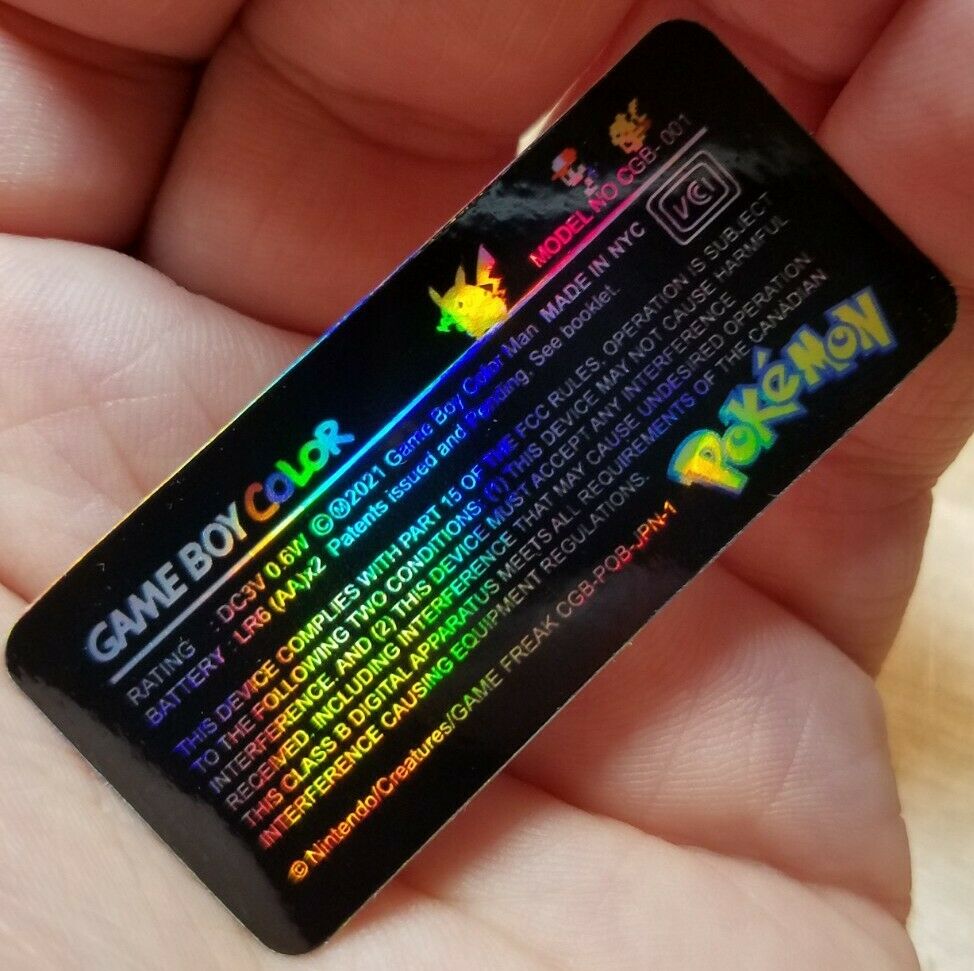 GAME BOY COLOR MODEL NO CGB- 001
RATING : DC3V 0.6W ©Ⓜ2021 Game Boy Color Man MADE IN NYC
BATTERY : LR6 (AA)x2 Patents issued and Pending. See booklet.
VCI
THIS DEVICE COMPLIES WITH PART 15 OF THE FCC RULES. OPERATION IS SUBJECT
TO THE FOLLOWING TWO CONDITIONS: (1) THIS DEVICE MAY NOT CAUSE HARMFUL
INTERFERENCE AND (2) THIS DEVICE MUST ACCEPT ANY INTERFERENCE
RECEIVED. INCLUDING INTERFERENCE THAT MAY CAUSE UNDESIRED OPERATION
THIS CLASS B DIGITAL APPARATUS MEETS ALL REQUIREMENTS OF THE CANADIAN
INTERFERENCE CAUSING EQUIPMENT REGULATIONS.
POKéMON
© Nintendo/Creatures/GAME FREAK CGB-PQB-JPN-1